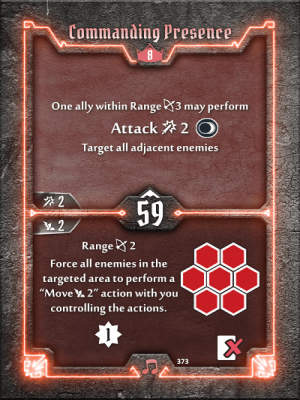 Commanding Presence
8
One ally within Range 3 may perform
Attack 2
Target all adjacent enemies
2
59
2
Range 2
Force all enemies in the
targeted area to perform a
“Move 2” action with you
controlling the actions.
1
373